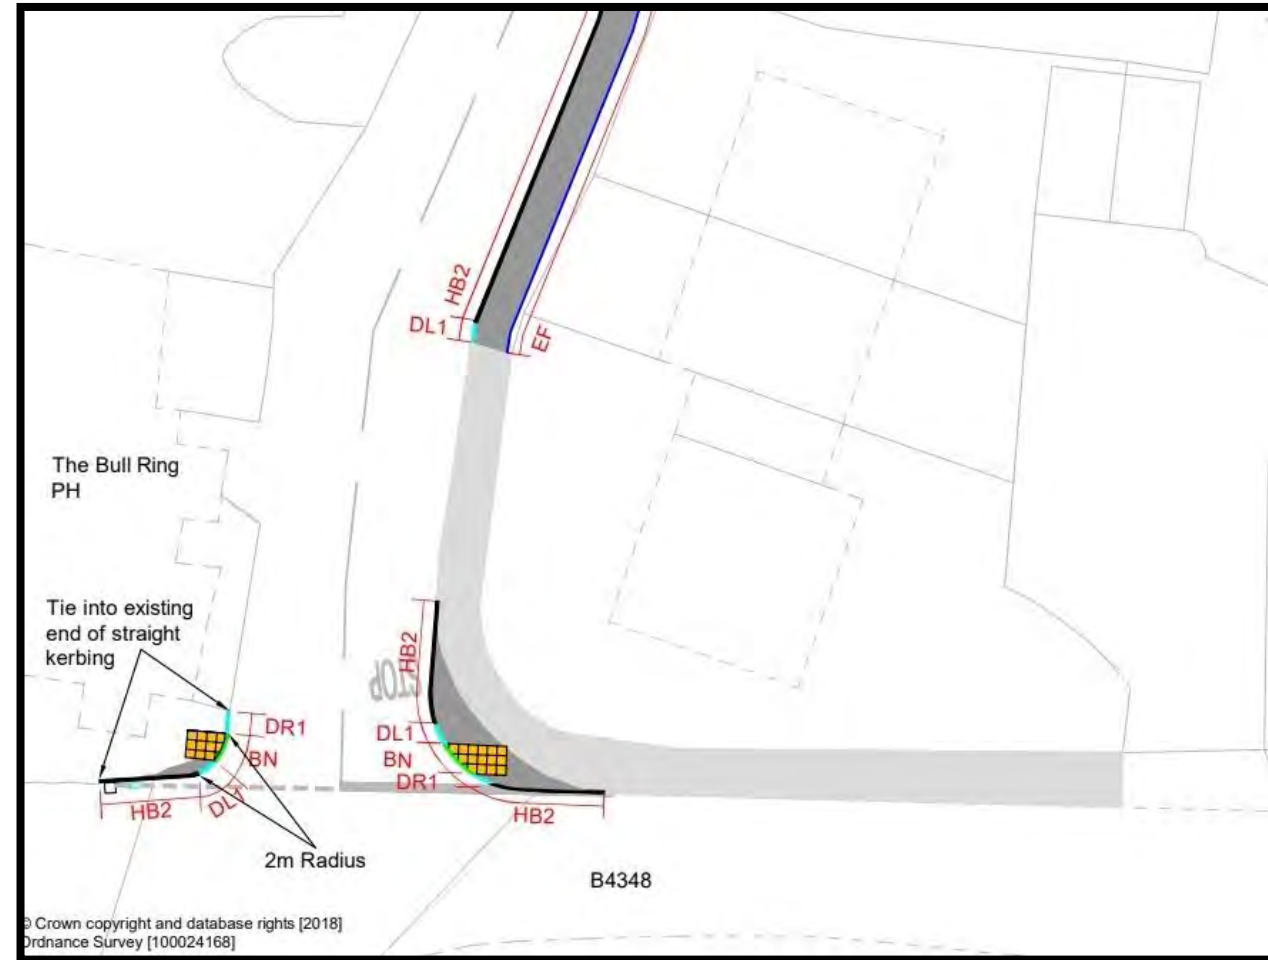 HB2
DL1
EF
The Bull Ring
PH
Tie into existing
end of straight
kerbing
HB2
STOP
DR1
DL1
BN
BN
DR1
HB2
DL1
HB2
2m Radius
B4348
© Crown copyright and database rights [2018]
Ordnance Survey [100024168]